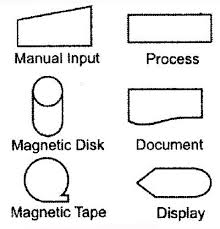 Manual Input
Process
Magnetic Disk
Document
Magnetic Tape
Display